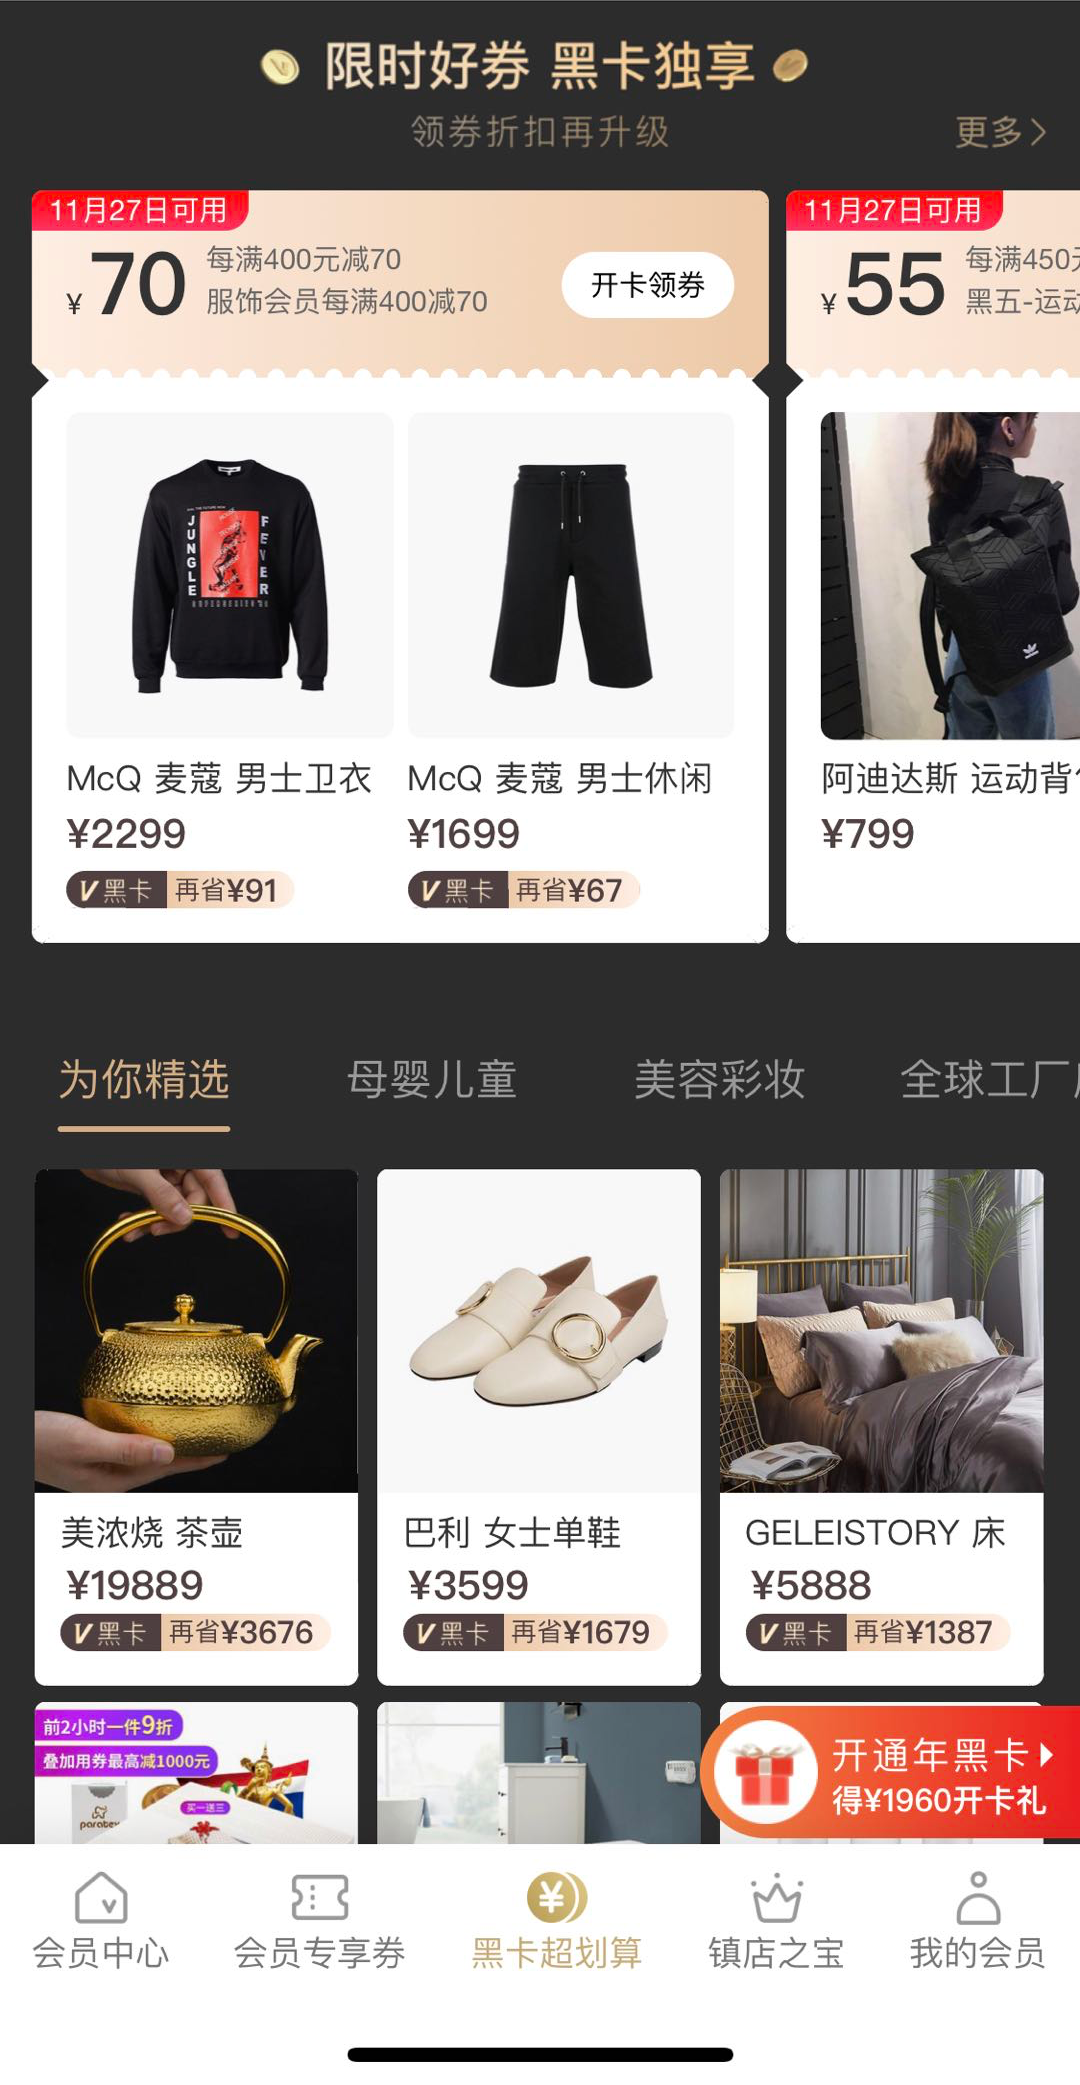 限时好券 黑卡独享
领券折扣再升级
更多
11月27日可用
¥ 70
每满400元减70
服饰会员每满400减70
开卡领券
11月27日可用
¥ 55
每满450元
黑五-运动
JUNGLE
FEVER
McQ 麦蔻 男士卫衣
¥2299
V黑卡 再省¥91
McQ 麦蔻 男士休闲
¥1699
V黑卡 再省¥67
阿迪达斯 运动背
¥799
为你精选
母婴儿童
美容彩妆
全球工厂
美浓烧 茶壶
¥19889
V黑卡 再省¥3676
巴利 女士单鞋
¥3599
V黑卡 再省¥1679
GELEISTORY 床
¥5888
V黑卡 再省¥1387
前2小时一件9折
叠加用券最高减1000元
买一送三
paratex
开通年黑卡
得¥1960开卡礼
会员中心
会员专享券
黑卡超划算
镇店之宝
我的会员